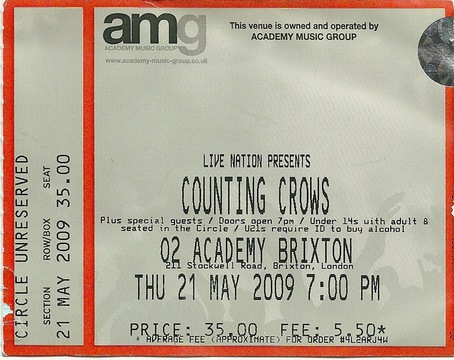 amg
ACADEMY MUSIC GROUP
www.academy-music-group.co.uk
This venue is owned and operated by
ACADEMY MUSIC GROUP
CIRCLE UNRESERVED
SECTION ROW/BOX SEAT
21 MAY 2009 35.00
LIVE NATION PRESENTS
COUNTING CROWS
Plus special guests / Doors open 7pm / Under 14s with adult &
seated in the Circle / U21s require ID to buy alcohol
O2 ACADEMY BRIXTON
211 Stockwell Road, Brixton, London
THU 21 MAY 2009 7:00 PM
PRICE: 35.00 FEE: 5.50*
* AVERAGE FEE (APPROXIMATE) FOR ORDER #4L2ARJ4W